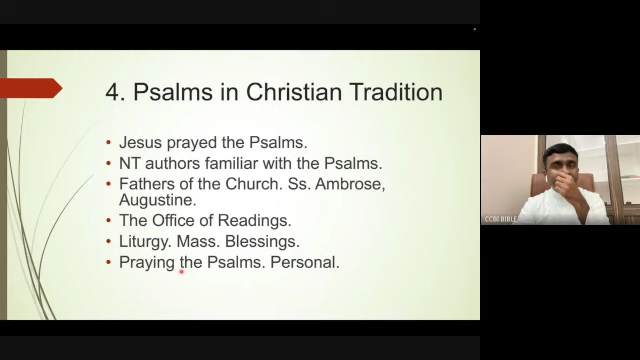 4. Psalms in Christian Tradition
• Jesus prayed the Psalms.
• NT authors familiar with the Psalms.
• Fathers of the Church. Ss. Ambrose,
Augustine.
• The Office of Readings.
• Liturgy. Mass. Blessings.
• Praying the Psalms. Personal.
CCBI BIBLE